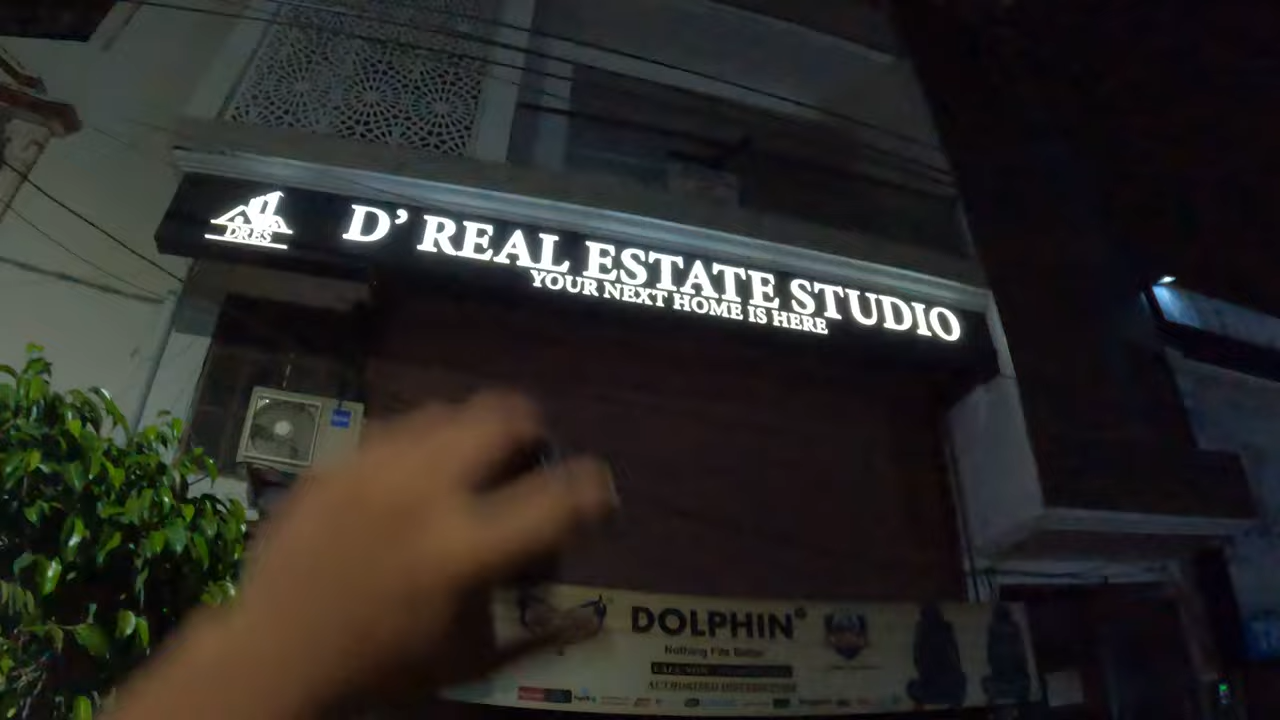 DRES
D' REAL ESTATE STUDIO
YOUR NEXT HOME IS HERE
DOLPHIN
Nothing Fits Better
AUTHORISED DISTRIBUTOR